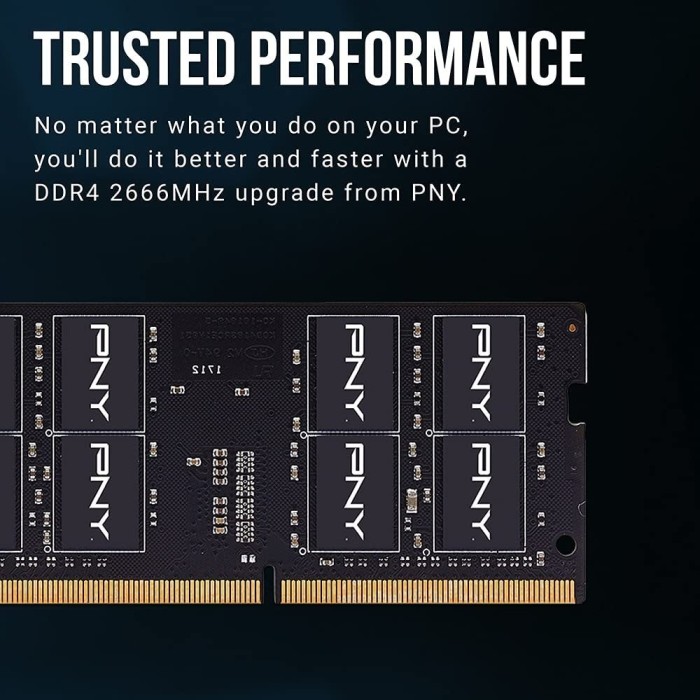 TRUSTED PERFORMANCE
No matter what you do on your PC,
you'll do it better and faster with a
DDR4 2666MHz upgrade from PNY.
PNY
PNY
PNY
1712
PNY
PNY
PNY